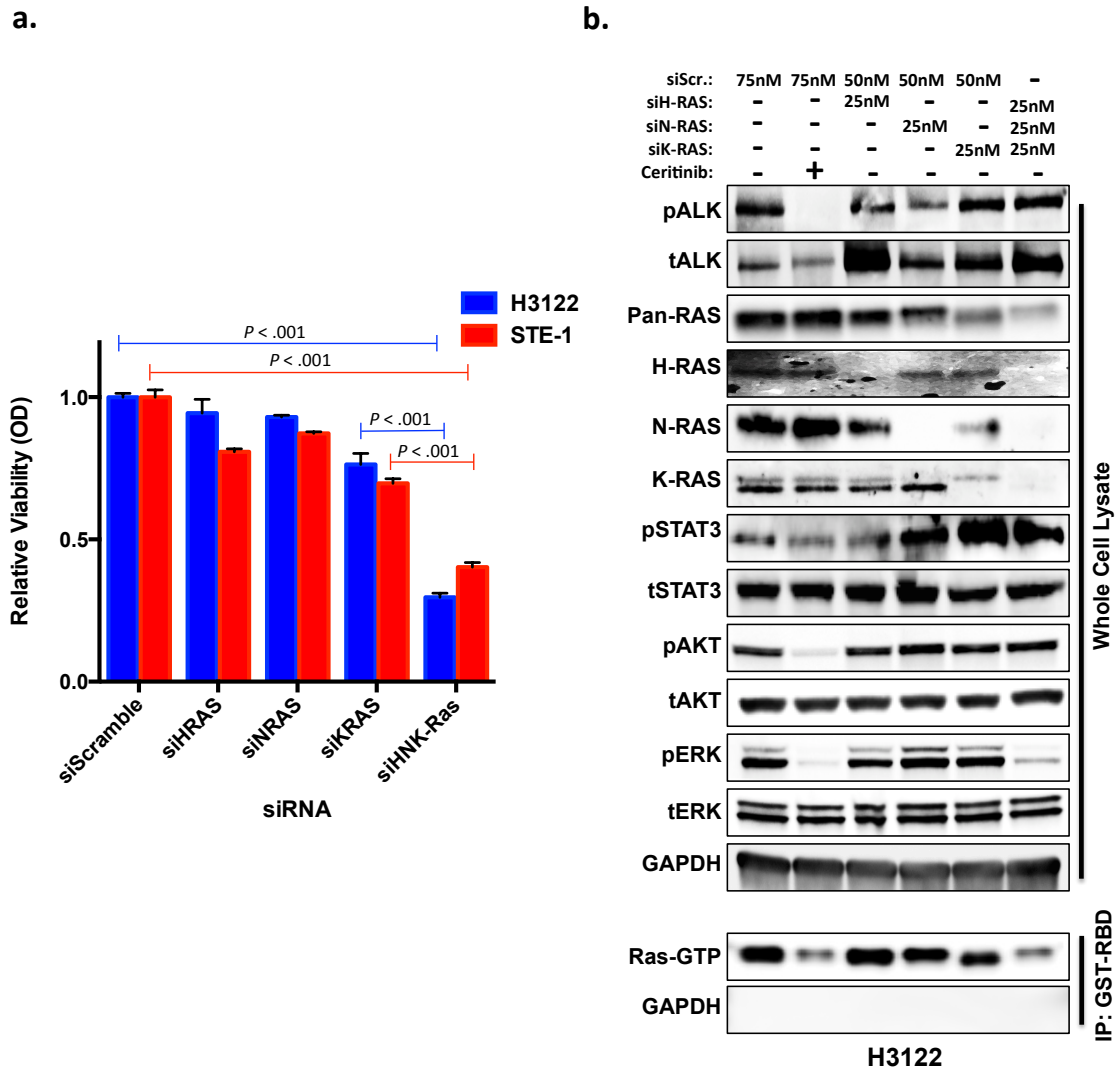 a.
H3122
STE-1
P < .001
P < .001
P < .001
P < .001
1.0
0.5
0.0
Relative Viability (OD)
siScramble
siHRAS
siNRAS
siKRAS
siHNK-Ras
siRNA
b.
siScr.: 75nM 75nM 50nM 50nM 50nM -
siH-RAS: - - 25nM - - 25nM
siN-RAS: - - - 25nM - 25nM
siK-RAS: - - - - 25nM 25nM
Ceritinib: - + - - - -
pALK
tALK
Pan-RAS
H-RAS
N-RAS
K-RAS
pSTAT3
tSTAT3
pAKT
tAKT
pERK
tERK
GAPDH
Whole Cell Lysate
Ras-GTP
GAPDH
IP: GST-RBD
H3122